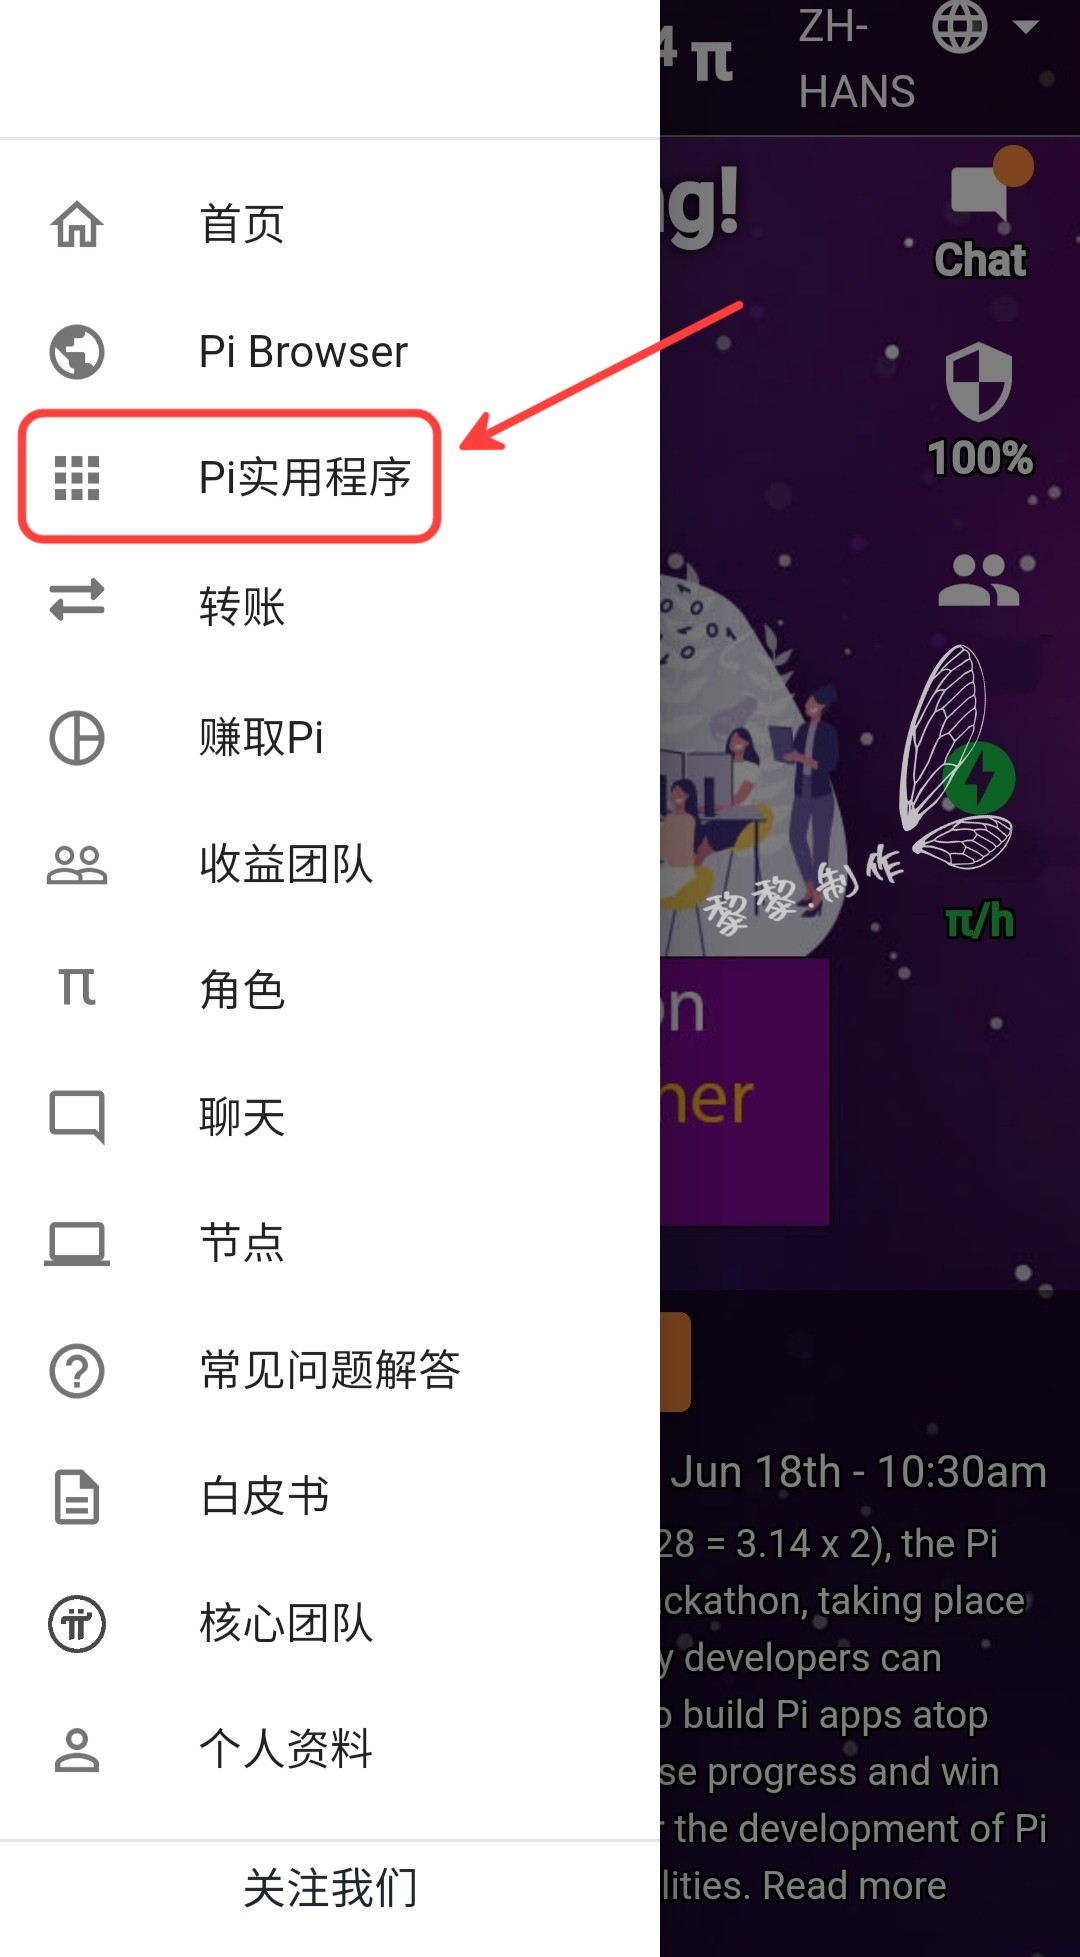 首页
Pi Browser
Pi实用程序
转账
赚取Pi
收益团队
π 角色
聊天
节点
常见问题解答
白皮书
核心团队
个人资料
关注我们
4 π
ZH-
HANS
g!
Chat
100%
黎黎.制作
π/h
on
her
Jun 18th - 10:30am
28 = 3.14 x 2), the Pi
ckathon, taking place
y developers can
o build Pi apps atop
se progress and win
r the development of Pi
lities. Read more